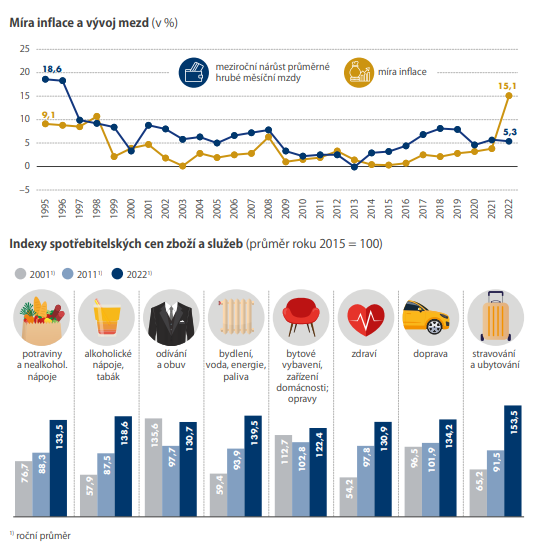 Míra inflace a vývoj mezd (v %)
25
20
15
10
5
0
−5
18,6
9,1
15,1
5,3
meziroční nárůst průměrné
hrubé měsíční mzdy
míra inflace
1995 1996 1997 1998 1999 2000 2001 2002 2003 2004 2005 2006 2007 2008 2009 2010 2011 2012 2013 2014 2015 2016 2017 2018 2019 2020 2021 2022
Indexy spotřebitelských cen zboží a služeb (průměr roku 2015 = 100)
2001¹⁾ 2011¹⁾ 2022¹⁾
potraviny
a nealkohol.
nápoje
76,7 88,3 133,5
alkoholické
nápoje,
tabák
57,9 87,5 138,6
odívání
a obuv
135,6 97,7 130,7
bydlení,
voda, energie,
paliva
59,4 93,9 139,5
bytové
vybavení,
zařízení
domácnosti;
opravy
112,7 102,8 122,4
zdraví
54,2 97,8 130,9
doprava
96,5 101,9 134,2
stravování
a ubytování
65,2 91,5 153,5
¹⁾ roční průměr